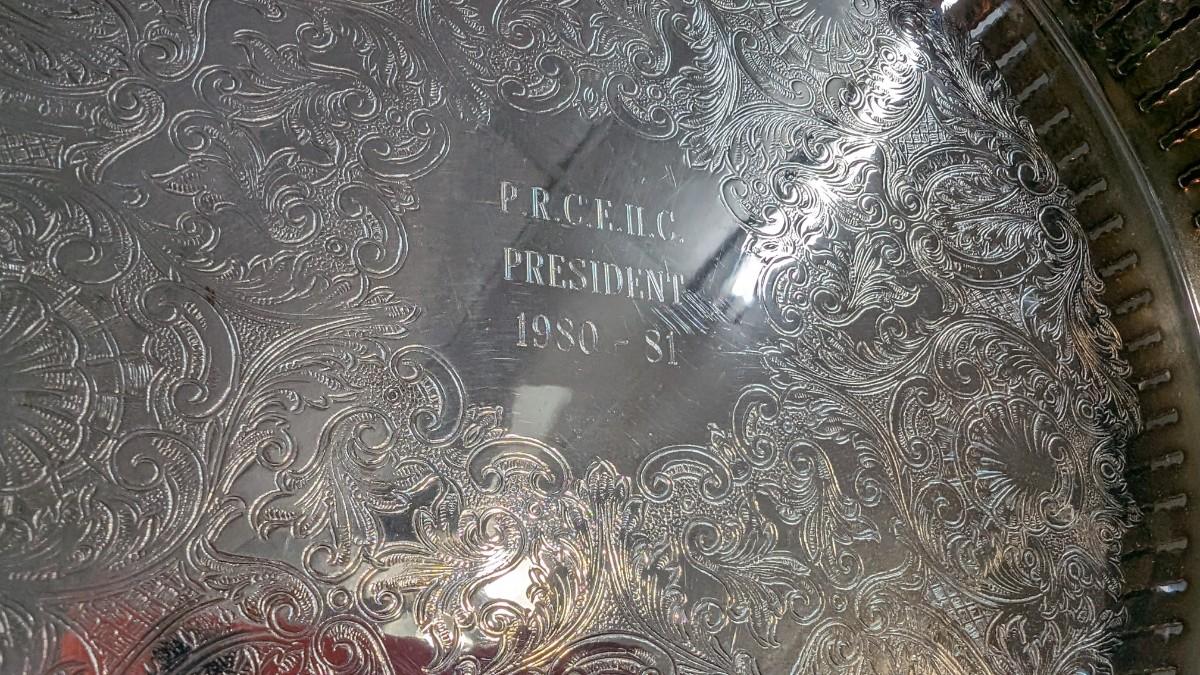 P.R.C.F.H.C.
PRESIDENT
1980 - 81